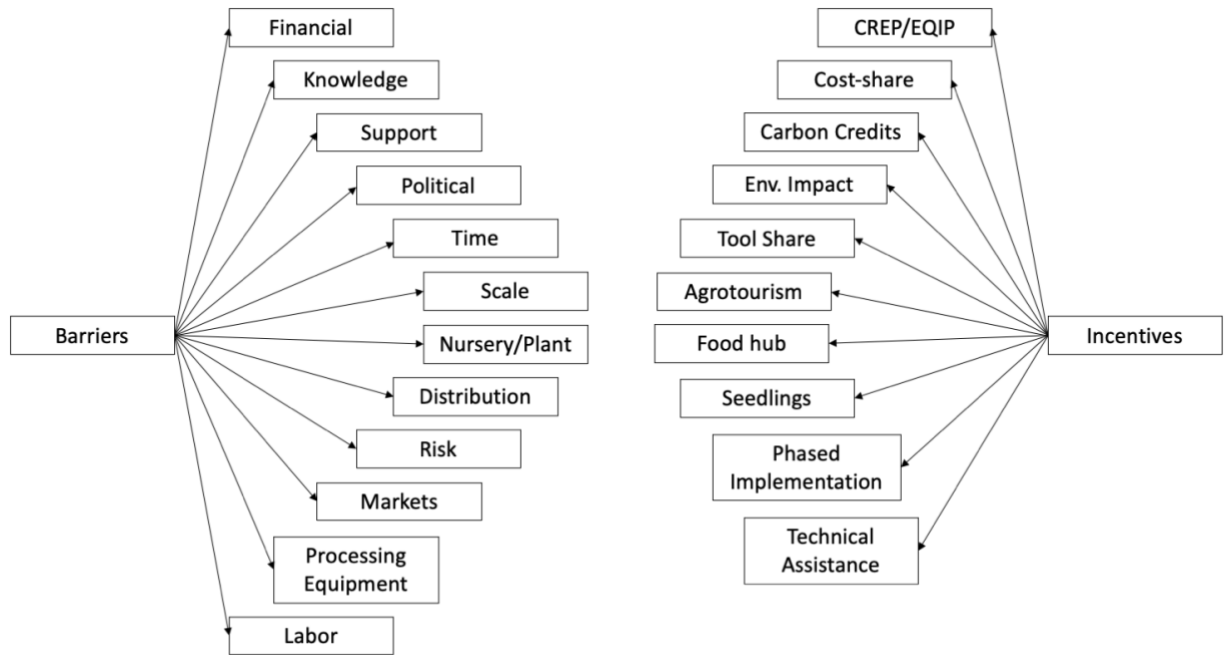 Financial
Knowledge
Support
Political
Time
Scale
Barriers
Nursery/Plant
Distribution
Risk
Markets
Processing
Equipment
Labor
CREP/EQIP
Cost-share
Carbon Credits
Env. Impact
Tool Share
Agrotourism
Food hub
Incentives
Seedlings
Phased
Implementation
Technical
Assistance